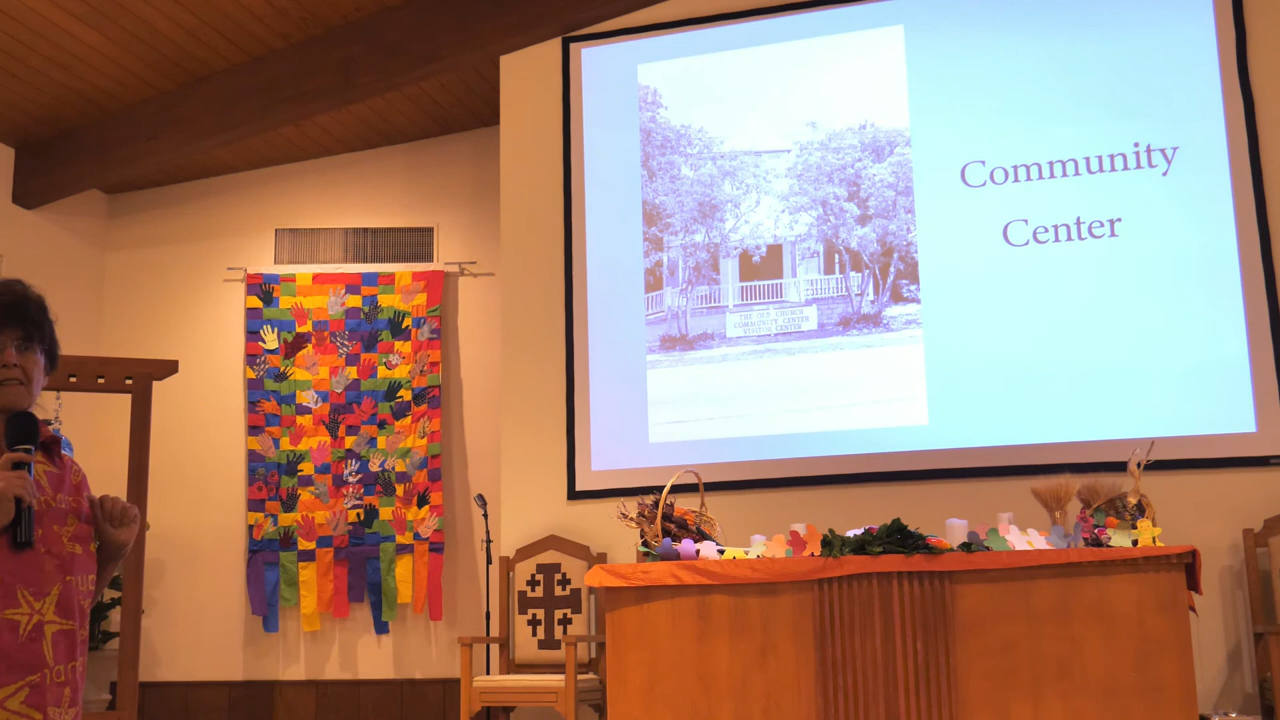 Community
Center
THE OLD CHURCH
COMMUNITY CENTER
VISITOR CENTER